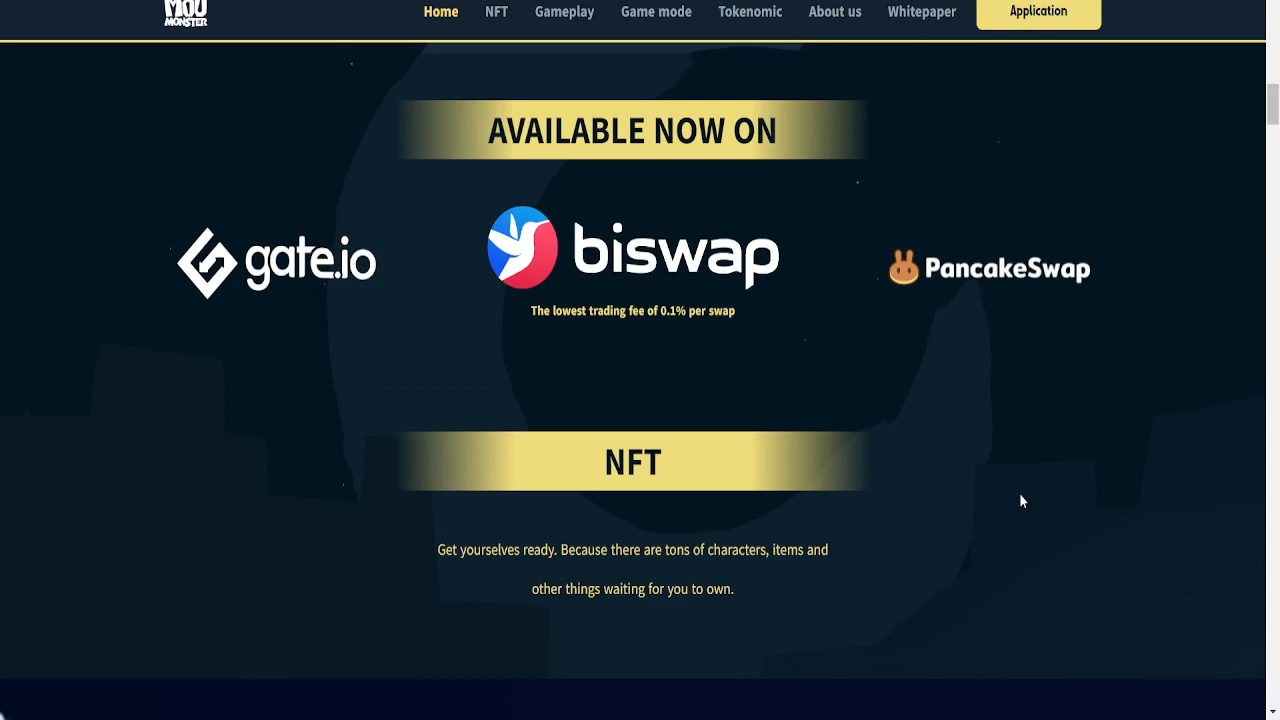 MOU
MONSTER
Home NFT Gameplay Game mode Tokenomic About us Whitepaper Application
AVAILABLE NOW ON
gate.io
biswap
PancakeSwap
The lowest trading fee of 0.1% per swap
NFT
Get yourselves ready. Because there are tons of characters, items and
other things waiting for you to own.